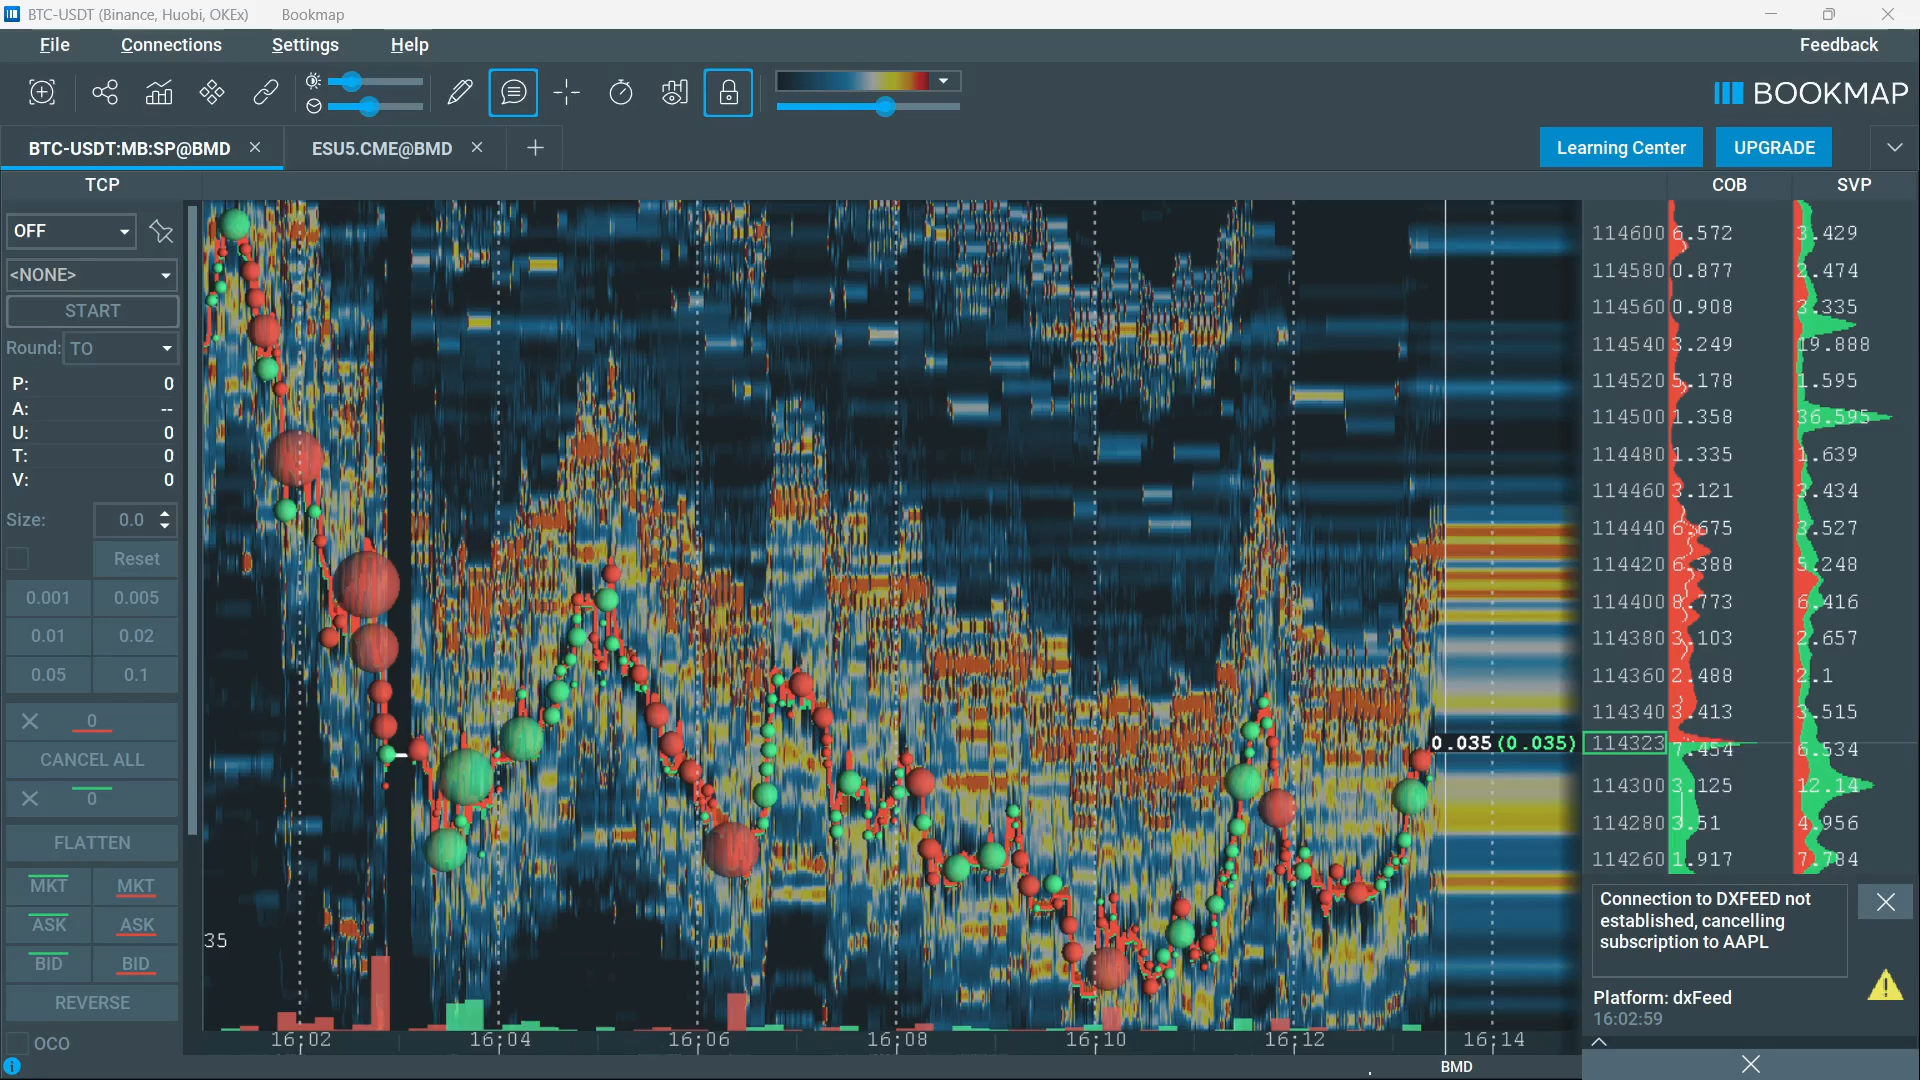 BTC-USDT (Binance, Huobi, OKEx) Bookmap
File Connections Settings Help Feedback
BOOKMAP
BTC-USDT:MB:SP@BMD ESU5.CME@BMD Learning Center UPGRADE
TCP COB SVP
OFF
<NONE>
START
Round: TO
P: 0
A: --
U: 0
T: 0
V: 0
Size: 0.0
Reset
0.001 0.005
0.01 0.02
0.05 0.1
0
CANCEL ALL
0
FLATTEN
MKT MKT
ASK ASK
BID BID
REVERSE
OCO
35
16:02 16:04 16:06 16:08 16:10 16:12 16:14
BMD
0.035 (0.035)
114600 6.572 3.429
114580 0.877 2.474
114560 0.908 3.335
114540 3.249 19.888
114520 5.178 1.595
114500 1.358 36.595
114480 1.335 1.639
114460 3.121 3.434
114440 6.675 3.527
114420 6.388 5.248
114400 8.773 6.416
114380 3.103 2.657
114360 2.488 2.1
114340 3.413 3.515
114323 7.454 6.534
114300 3.125 12.14
114280 3.51 4.956
114260 1.917 7.784
Connection to DXFEED not
established, cancelling
subscription to AAPL
Platform: dxFeed
16:02:59